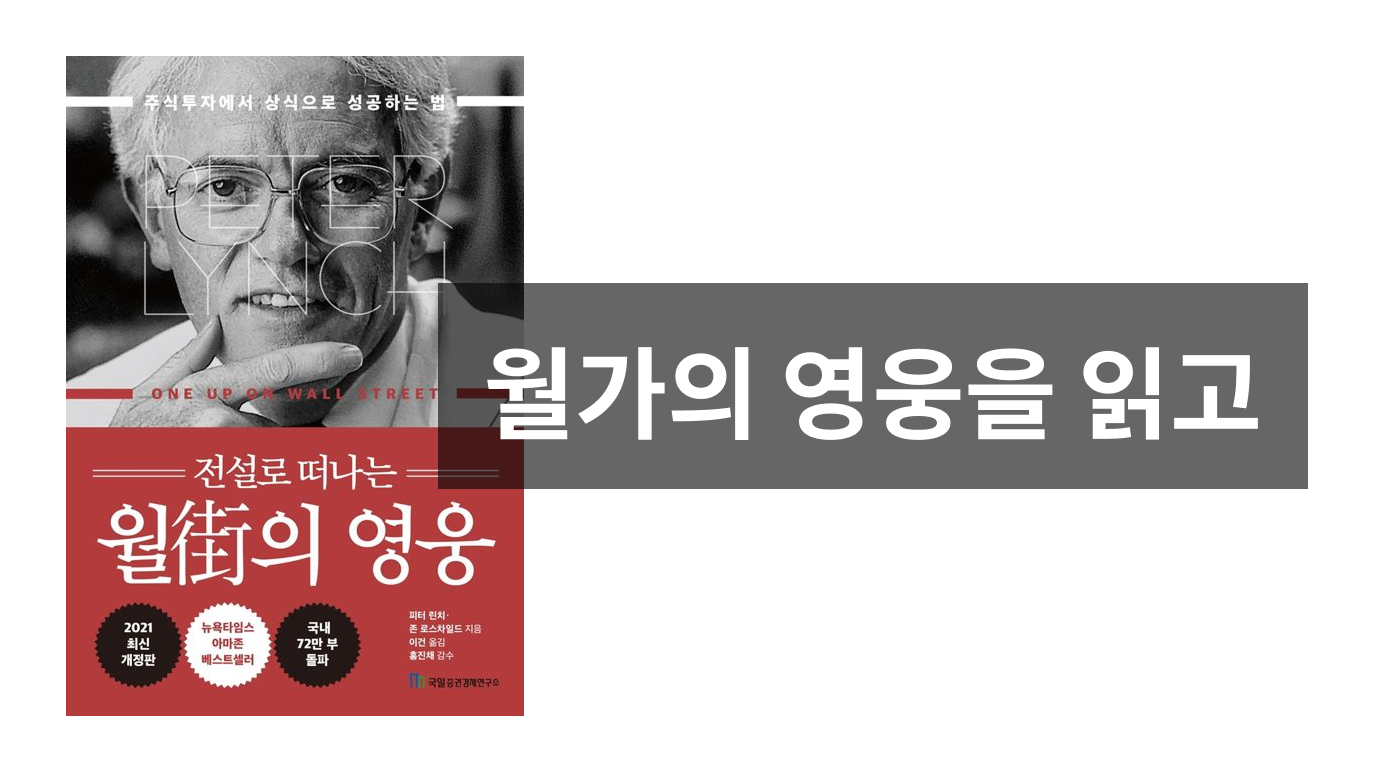 주식투자에서 상식으로 성공하는 법
PETER
LYNCH
ONE UP ON WALL STREET
월가의 영웅을 읽고
전설로 떠나는
월街의 영웅
2021
최신
개정판
뉴욕타임스
아마존
베스트셀러
국내
72만 부
돌파
피터 린치·
존 로스차일드 지음
이건 옮김
홍진채 감수
국일증권경제연구소